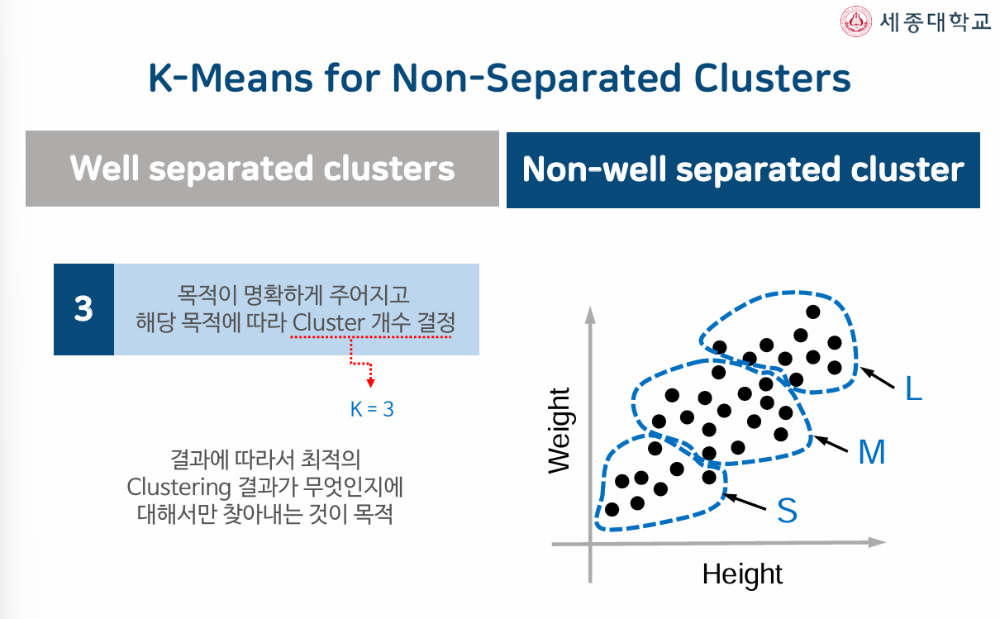 세종대학교
K-Means for Non-Separated Clusters
Well separated clusters
Non-well separated cluster
3
목적이 명확하게 주어지고
해당 목적에 따라 Cluster 개수 결정
K = 3
결과에 따라서 최적의
Clustering 결과가 무엇인지에
대해서만 찾아내는 것이 목적
Weight
L
M
S
Height